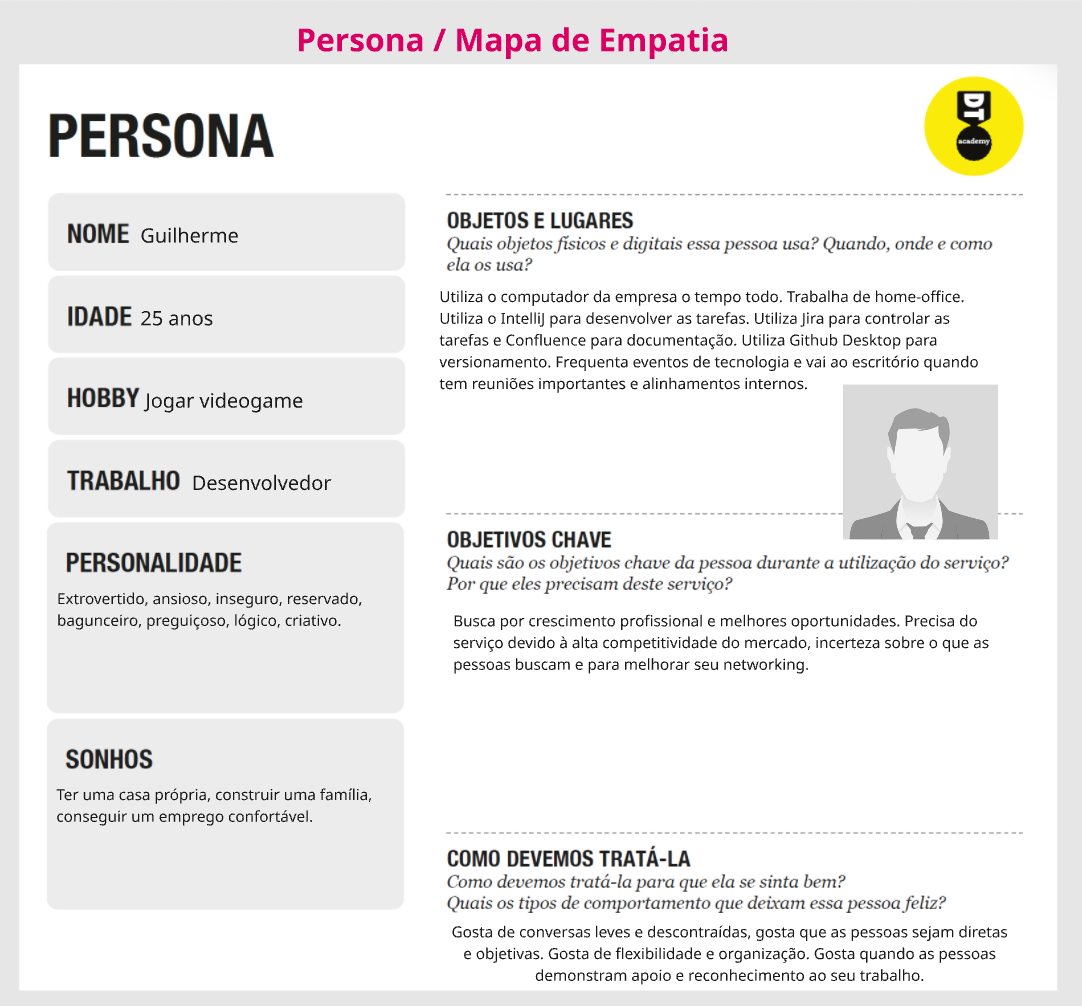 Persona / Mapa de Empatia
PERSONA
DT
academy
NOME Guilherme
IDADE 25 anos
HOBBY Jogar videogame
TRABALHO Desenvolvedor
PERSONALIDADE
Extrovertido, ansioso, inseguro, reservado,
bagunceiro, preguiçoso, lógico, criativo.
SONHOS
Ter uma casa própria, construir uma família,
conseguir um emprego confortável.
OBJETOS E LUGARES
Quais objetos físicos e digitais essa pessoa usa? Quando, onde e como
ela os usa?
Utiliza o computador da empresa o tempo todo. Trabalha de home-office.
Utiliza o IntelliJ para desenvolver as tarefas. Utiliza Jira para controlar as
tarefas e Confluence para documentação. Utiliza Github Desktop para
versionamento. Frequenta eventos de tecnologia e vai ao escritório quando
tem reuniões importantes e alinhamentos internos.
OBJETIVOS CHAVE
Quais são os objetivos chave da pessoa durante a utilização do serviço?
Por que eles precisam deste serviço?
Busca por crescimento profissional e melhores oportunidades. Precisa do
serviço devido à alta competitividade do mercado, incerteza sobre o que as
pessoas buscam e para melhorar seu networking.
COMO DEVEMOS TRATÁ-LA
Como devemos tratá-la para que ela se sinta bem?
Quais os tipos de comportamento que deixam essa pessoa feliz?
Gosta de conversas leves e descontraídas, gosta que as pessoas sejam diretas
e objetivas. Gosta de flexibilidade e organização. Gosta quando as pessoas
demonstram apoio e reconhecimento ao seu trabalho.